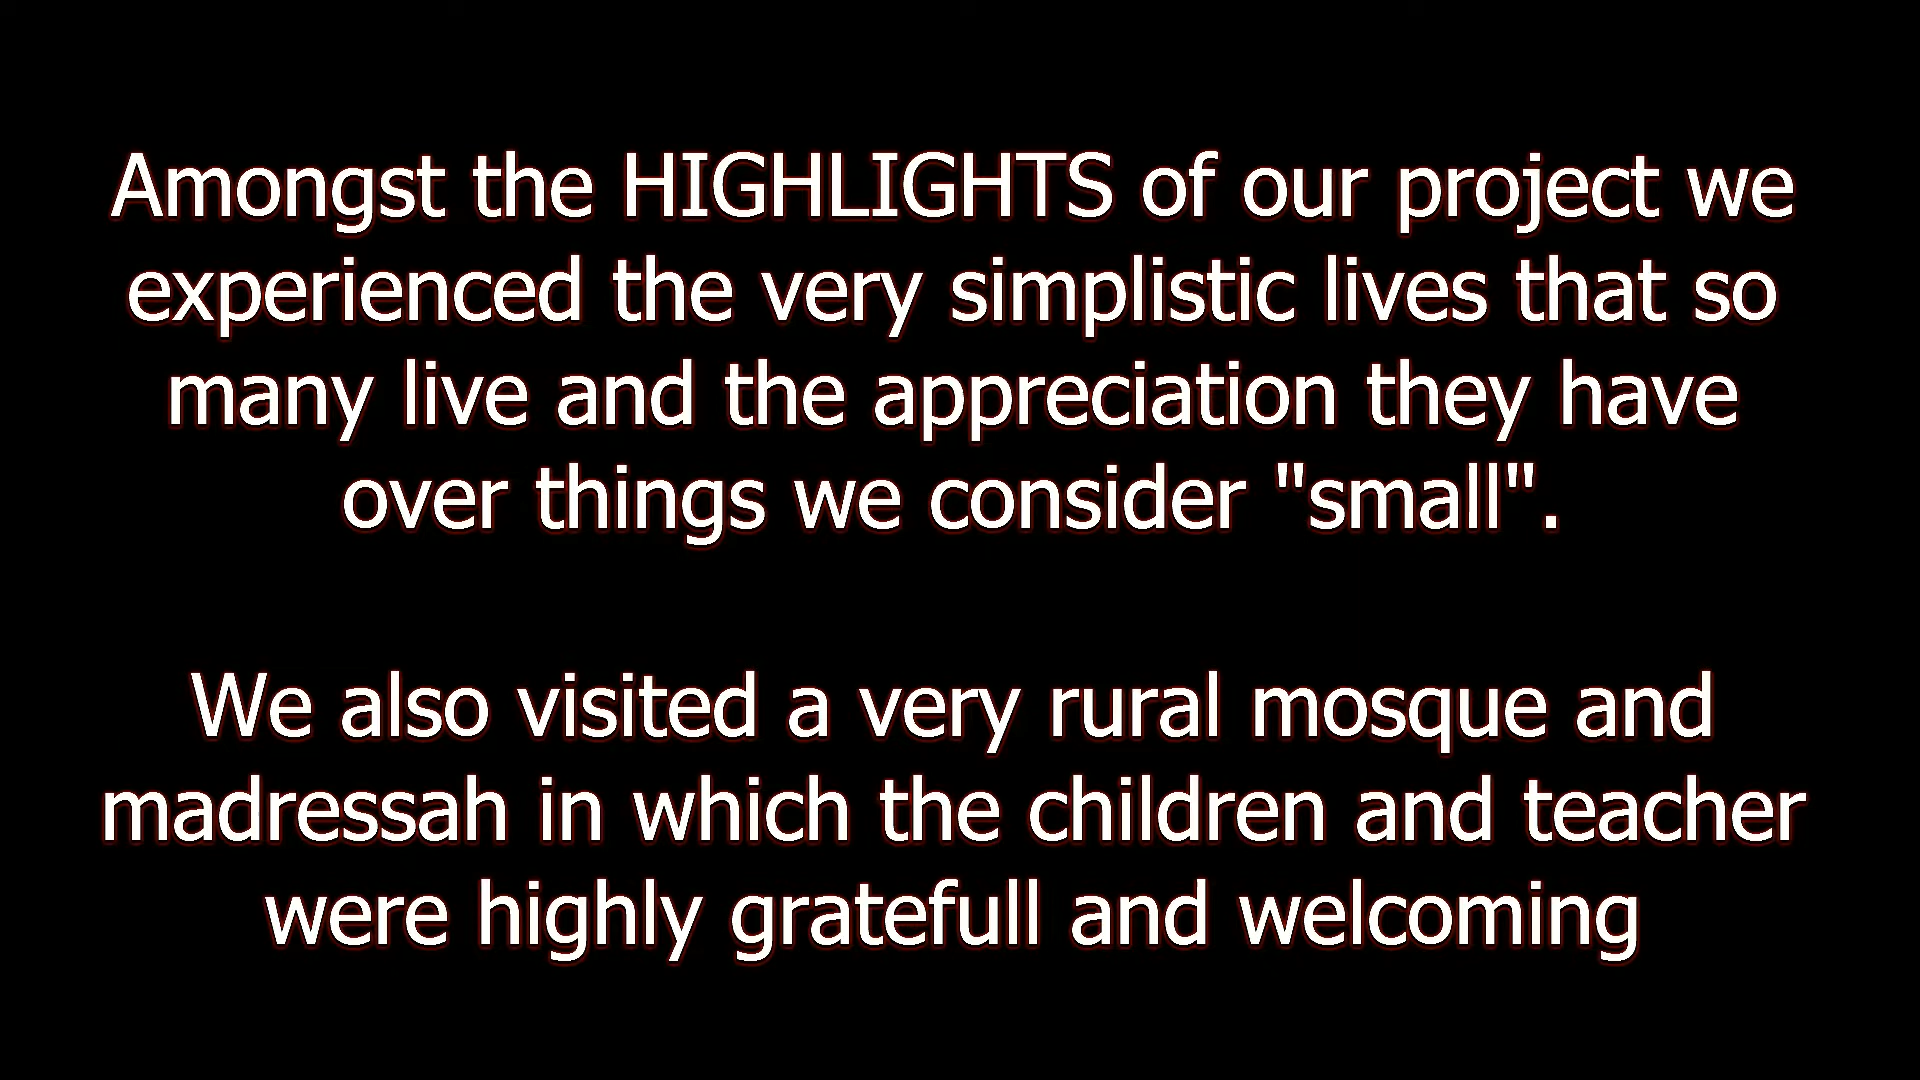 Amongst the HIGHLIGHTS of our project we
experienced the very simplistic lives that so
many live and the appreciation they have
over things we consider "small".
We also visited a very rural mosque and
madressah in which the children and teacher
were highly gratefull and welcoming